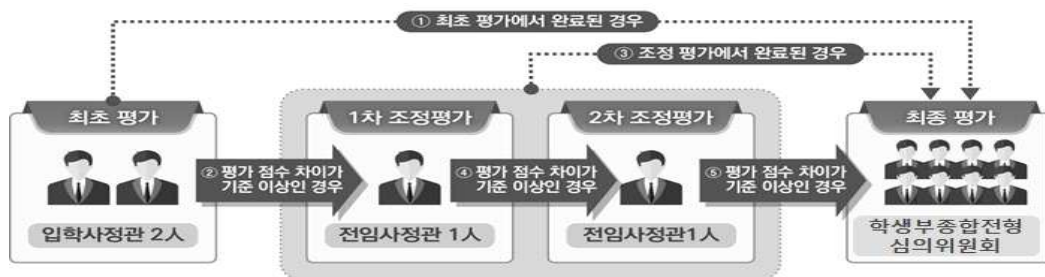 ① 최초 평가에서 완료된 경우
③ 조정 평가에서 완료된 경우
최초 평가
1차 조정평가
2차 조정평가
최종 평가
② 평가 점수 차이가
기준 이상인 경우
④ 평가 점수 차이가
기준 이상인 경우
⑤ 평가 점수 차이가
기준 이상인 경우
입학사정관 2人
전임사정관 1人
전임사정관1人
학생부종합전형
심의위원회